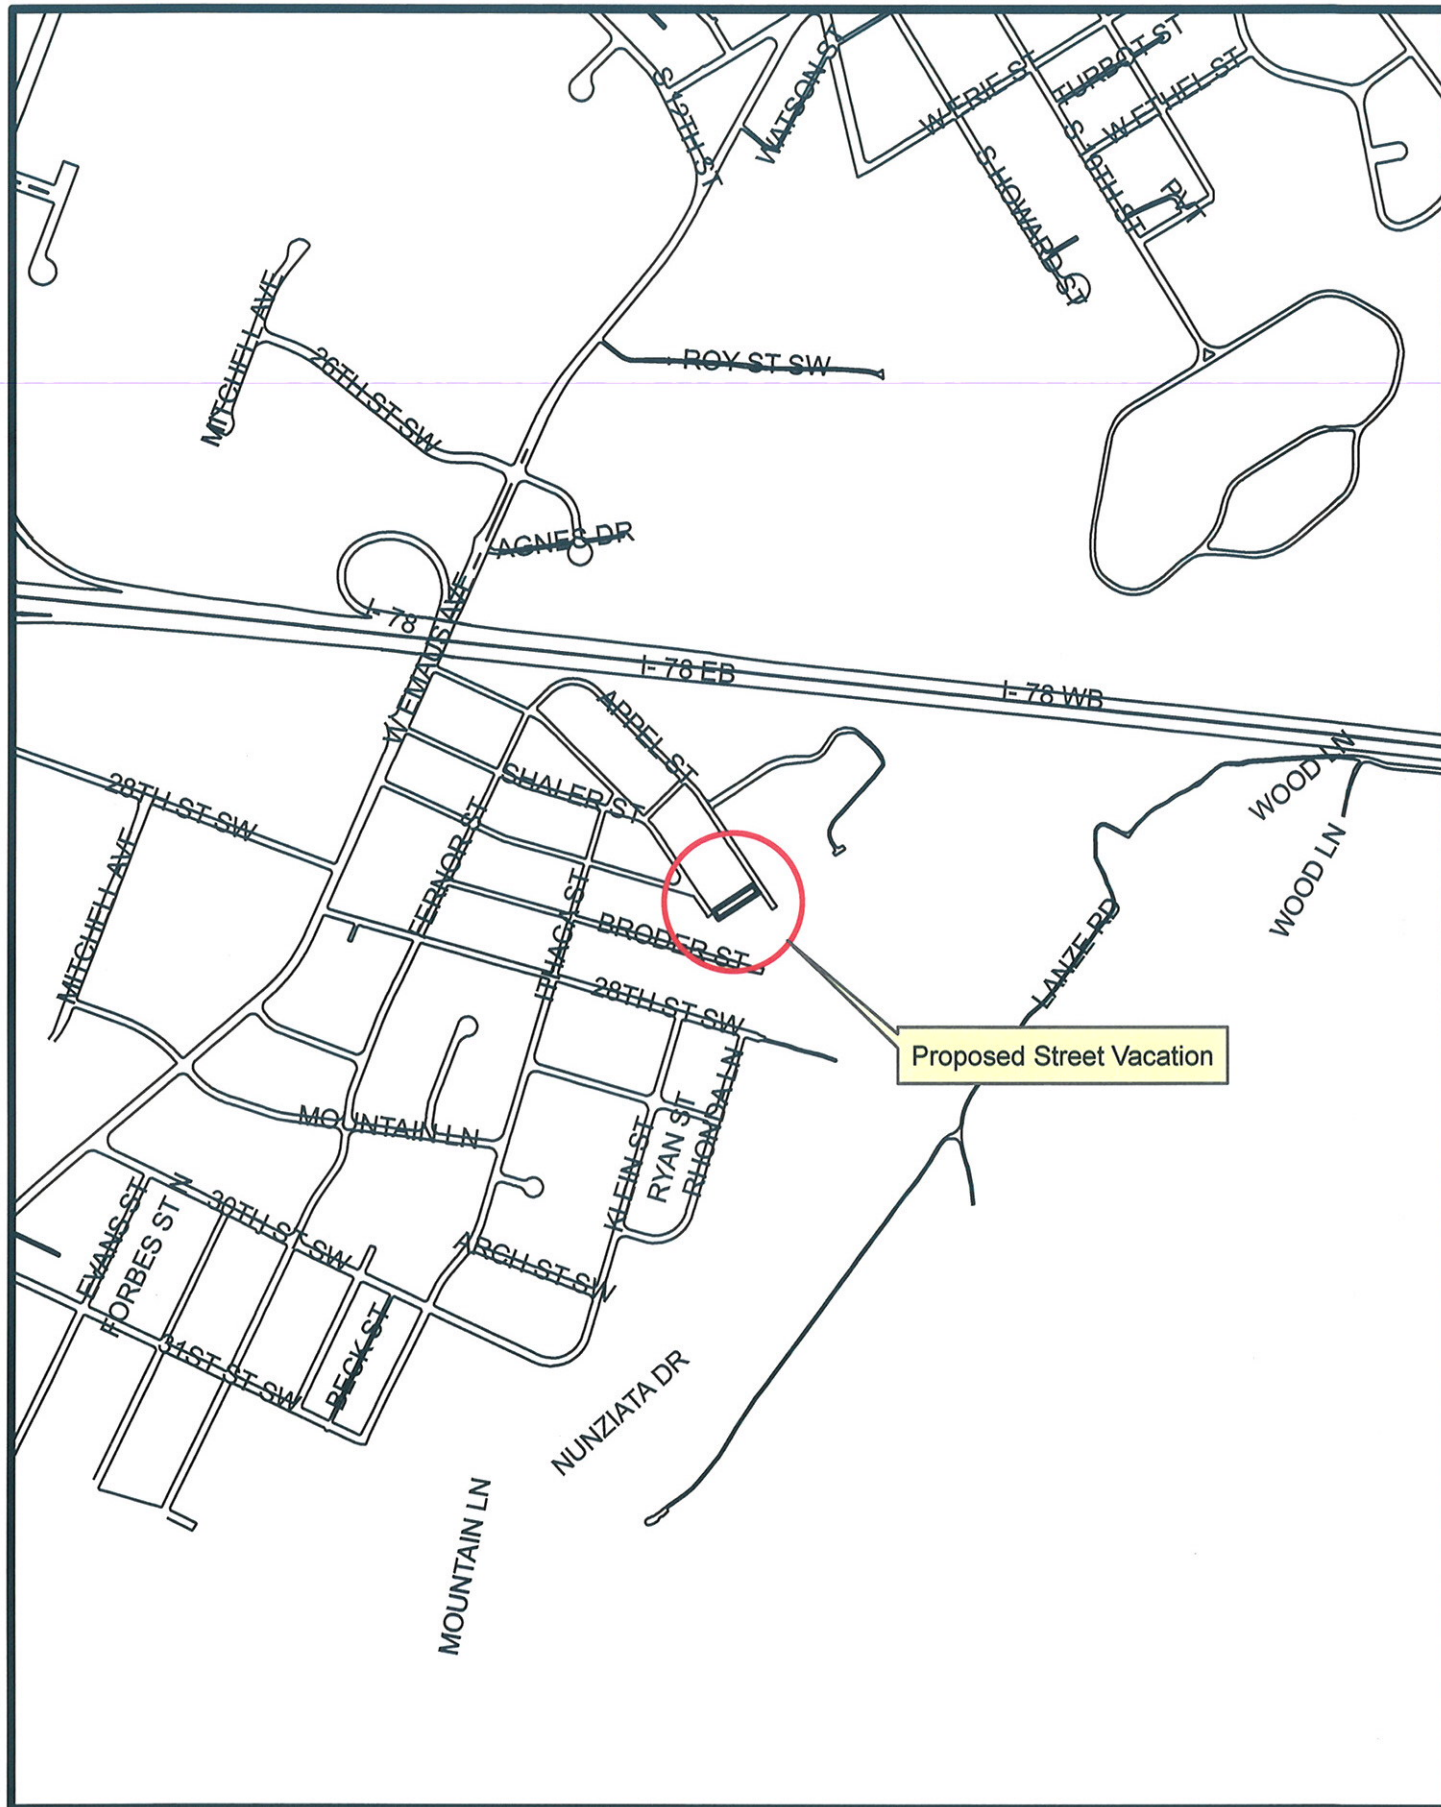 S 12TH ST
WATSON ST
W ERIE ST
TURBOT ST
W ETHEL ST
S HOWARD ST
S 10TH ST
PVT
MITCHELL AVE
26TH ST SW
ROY ST SW
AGNES DR
I- 78
W EMAUS AVE
I- 78 EB
I- 78 WB
APPEL ST
WOOD LN
SHALER ST
28TH ST SW
WOOD LN
FERNOR ST
MITCHELL AVE
LANZE RD
BRODER ST
28TH ST SW
Proposed Street Vacation
MOUNTAIN LN
RHONDA LN
RYAN ST
KLEIN ST
EVANS ST
FORBES ST
N
30TH ST SW
ARCH ST SW
31ST ST SW
BECK ST
NUNZIATA DR
MOUNTAIN LN